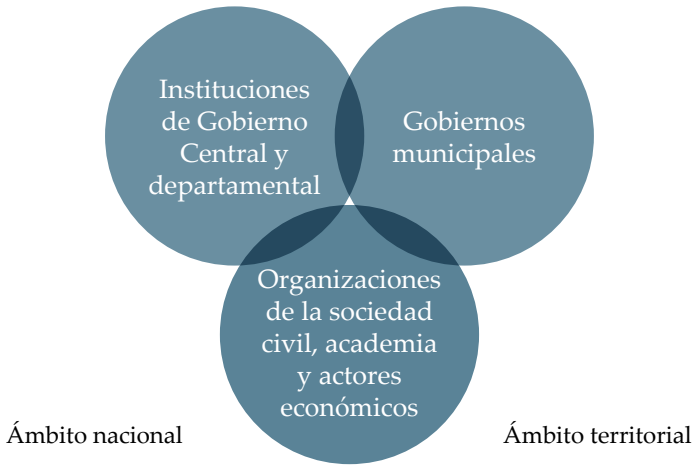 Instituciones
de Gobierno
Central y
departamental
Gobiernos
municipales
Organizaciones
de la sociedad
civil, academia
y actores
económicos
Ámbito nacional
Ámbito territorial